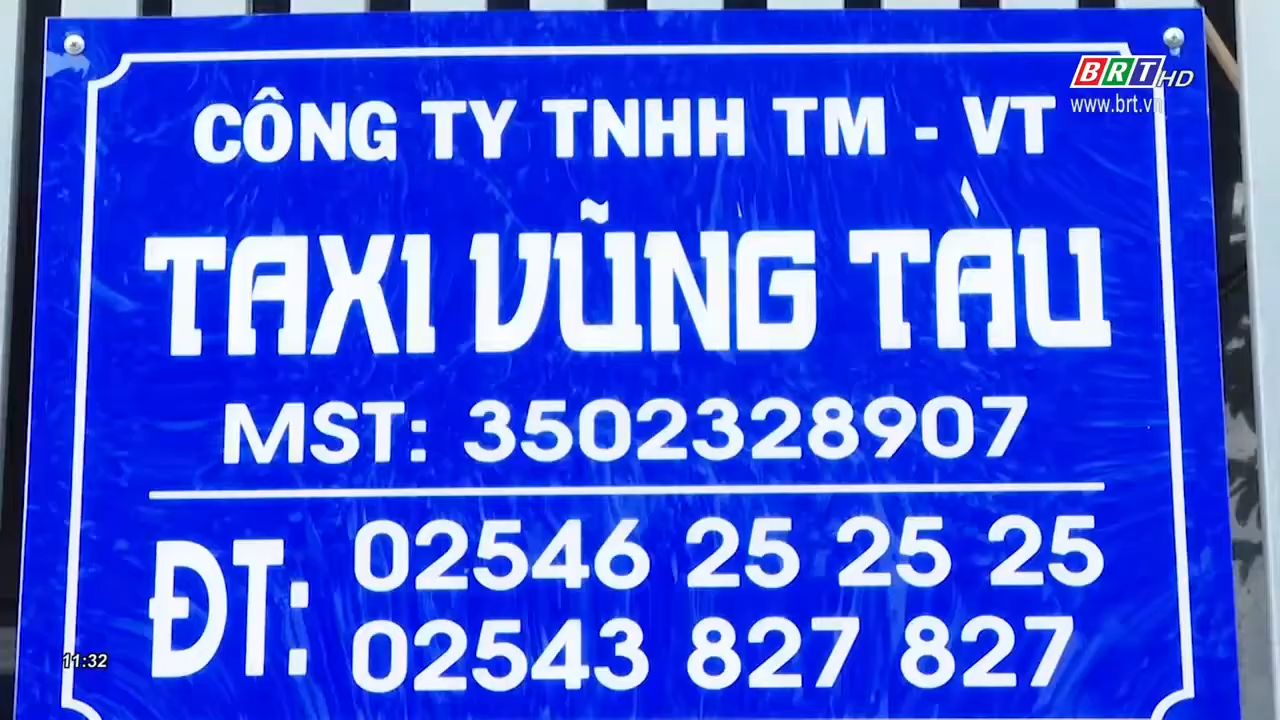 BRT HD
www.brt.vn
CÔNG TY TNHH TM - VT
TAXI VŨNG TÀU
MST: 3502328907
ĐT: 02546 25 25 25
02543 827 827
11:32